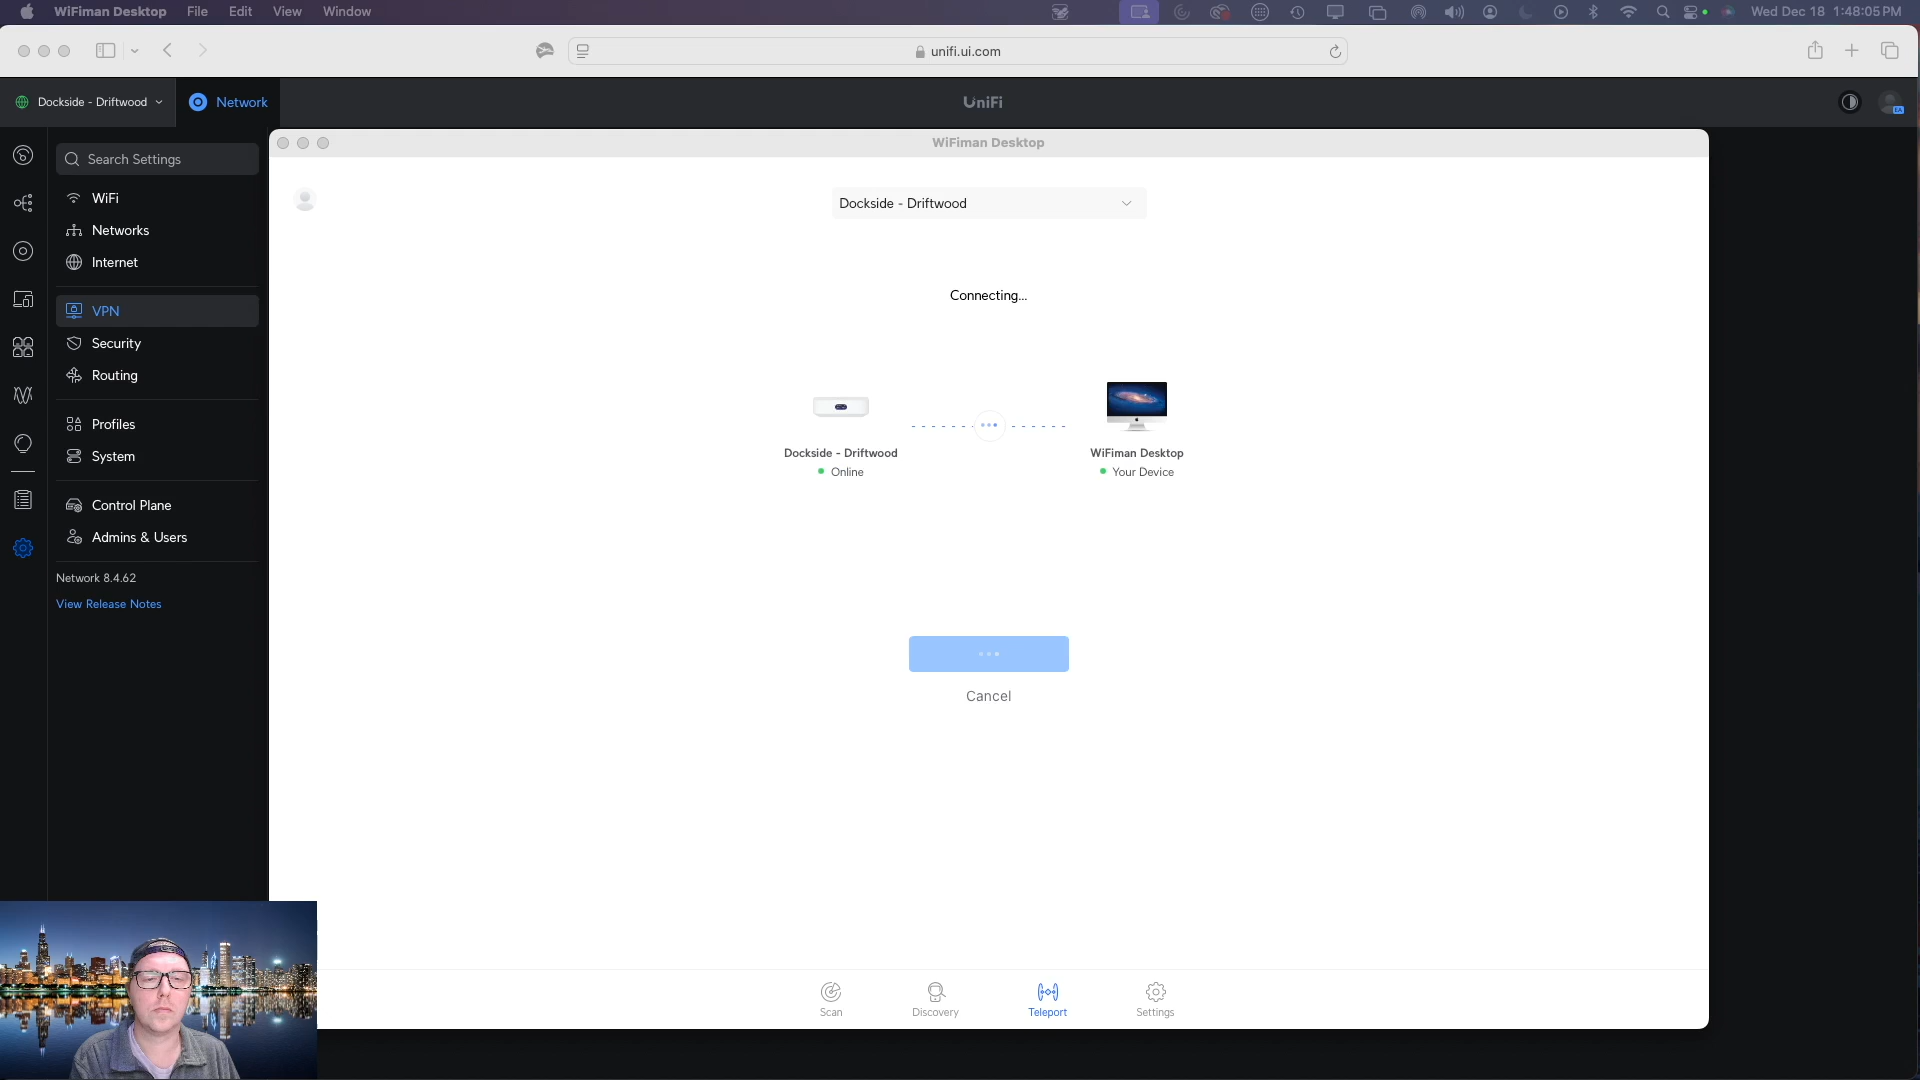 WiFiman Desktop File Edit View Window Wed Dec 18 1:48:05 PM
unifi.ui.com
Dockside - Driftwood Network UniFi
WiFiman Desktop
Search Settings
WiFi
Networks
Internet
VPN
Security
Routing
Profiles
System
Control Plane
Admins & Users
Network 8.4.62
View Release Notes
Dockside - Driftwood
Connecting...
Dockside - Driftwood
Online
WiFiman Desktop
Your Device
Cancel
Scan
Discovery
Teleport
Settings